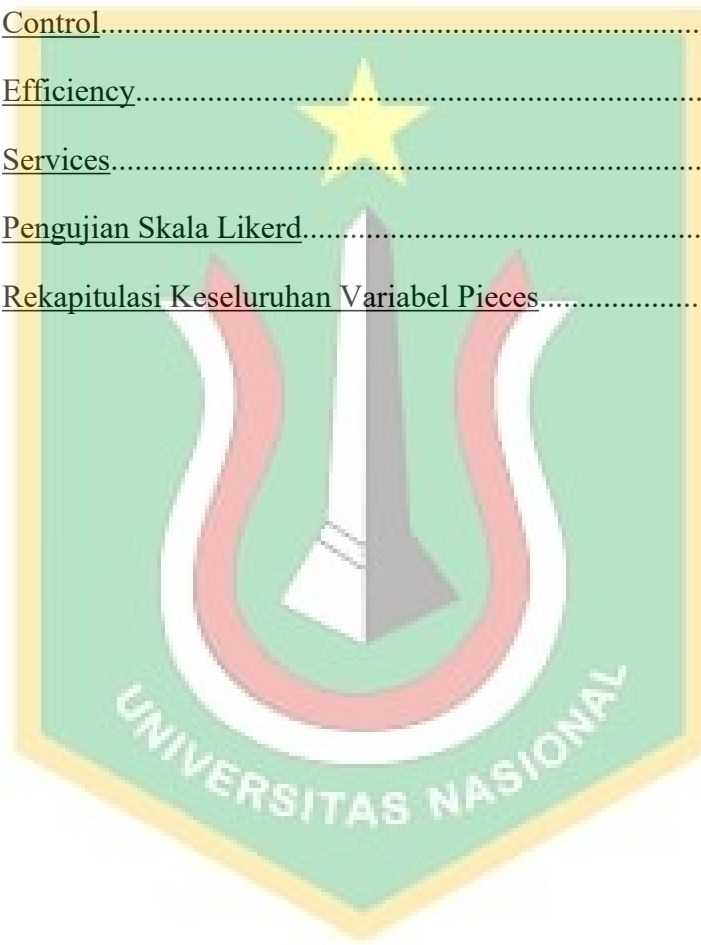 Control....................................................................................
Efficiency................................................................................
Services...................................................................................
Pengujian Skala Likerd...........................................................
Rekapitulasi Keseluruhan Variabel Pieces....................
UNIVERSITAS NASIONAL